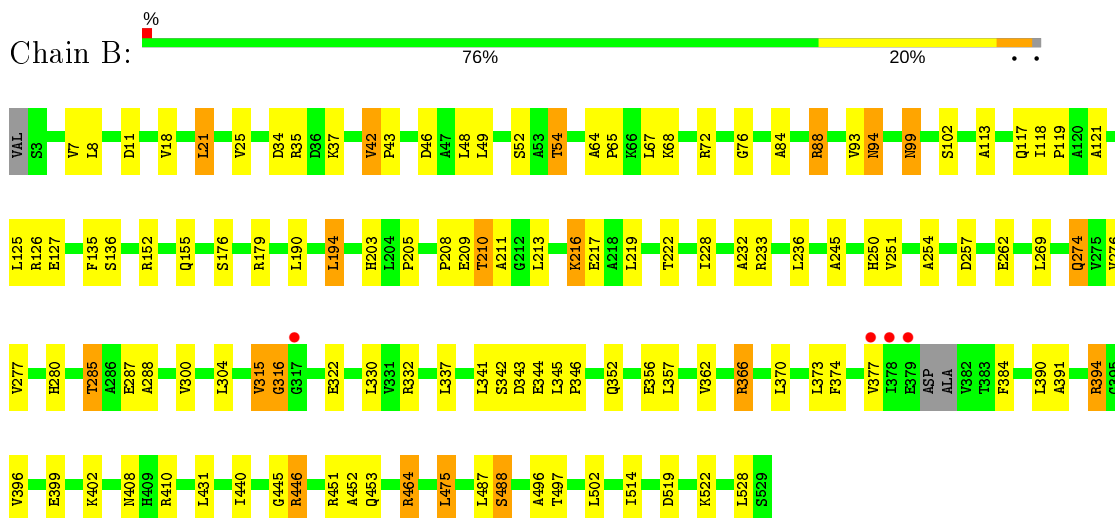 %
Chain B:
76% 20% • •
VAL S3 V7 L8 D11 V18 L21 V25 D34 R35 D36 K37 V42 P43 D46 A47 L48 L49 S52 A53 T54 A64 P65 K66 L67 K68 R72 G76 A84 R88 V93 N94 N99 S102 A113 Q117 I118 P119 A120 A121
L125 R126 E127 F135 S136 R152 Q155 S176 R179 L190 L194 H203 L204 P205 P208 E209 T210 A211 G212 L213 K216 E217 A218 L219 T222 I228 A232 R233 L236 A245 H250 V251 A254 D257 E262 L269 Q274 V275
V277 H280 T285 A286 E287 A288 V300 L304 V315 G316 G317 E322 L330 V331 R332 L337 L341 S342 D343 E344 L345 P346 Q352 E356 L357 V362 R366 L370 L373 F374 V377 I378 E379 ASP ALA V382 T383 F384 L390 A391 R394 G395
V396 E399 K402 N408 H409 R410 L431 I440 G445 R446 R451 A452 Q453 R464 L475 L487 S488 A496 T497 L502 I514 D519 K522 L528 S529